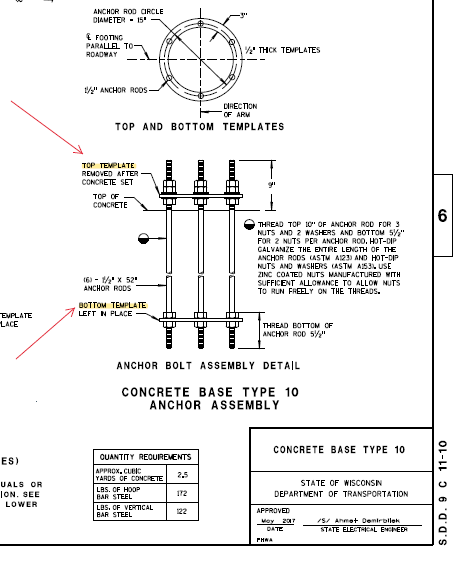 ANCHOR ROD CIRCLE
DIAMETER = 15"
3"
℄ FOOTING
PARALLEL TO
ROADWAY
1/2" THICK TEMPLATES
1½" ANCHOR RODS
DIRECTION
OF ARM
TOP AND BOTTOM TEMPLATES
TOP TEMPLATE
REMOVED AFTER
CONCRETE SET
9"
TOP OF
CONCRETE
THREAD TOP 10" OF ANCHOR ROD FOR 3
NUTS AND 2 WASHERS AND BOTTOM 5½"
FOR 2 NUTS PER ANCHOR ROD. HOT-DIP
GALVANIZE THE ENTIRE LENGTH OF THE
ANCHOR RODS (ASTM A123) AND HOT-DIP
NUTS AND WASHERS (ASTM A153). USE
ZINC COATED NUTS MANUFACTURED WITH
SUFFICIENT ALLOWANCE TO ALLOW NUTS
TO RUN FREELY ON THE THREADS.
6
(6) - 1½" X 52"
ANCHOR RODS
BOTTOM TEMPLATE
LEFT IN PLACE
EMPLATE
PLACE
THREAD BOTTOM OF
ANCHOR ROD 5½"
ANCHOR BOLT ASSEMBLY DETAIL
CONCRETE BASE TYPE 10
ANCHOR ASSEMBLY
ES)
UALS OR
ION. SEE
LOWER
QUANTITY REQUIREMENTS
APPROX. CUBIC
YARDS OF CONCRETE 2.5
LBS. OF HOOP
BAR STEEL 172
LBS. OF VERTICAL
BAR STEEL 122
CONCRETE BASE TYPE 10
STATE OF WISCONSIN
DEPARTMENT OF TRANSPORTATION
APPROVED
May 2017 /S/ Ahmet Demirbilek
DATE STATE ELECTRICAL ENGINEER
FHWA
S.D.D. 9 C 11-10